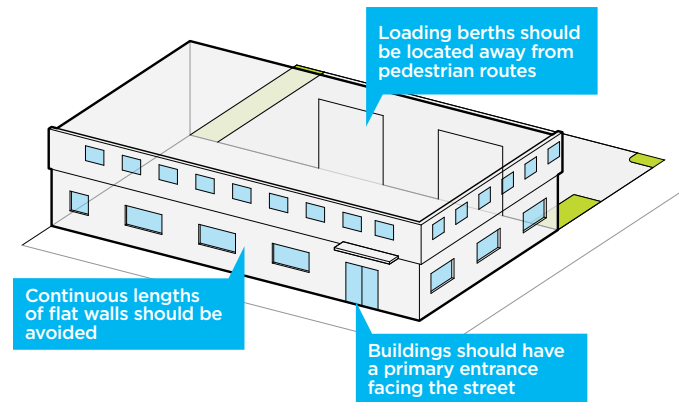 Loading berths should
be located away from
pedestrian routes
Continuous lengths
of flat walls should be
avoided
Buildings should have
a primary entrance
facing the street